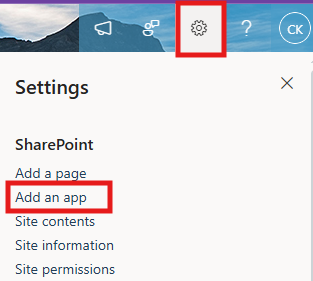 ?
CK
Settings
SharePoint
Add a page
Add an app
Site contents
Site information
Site permissions